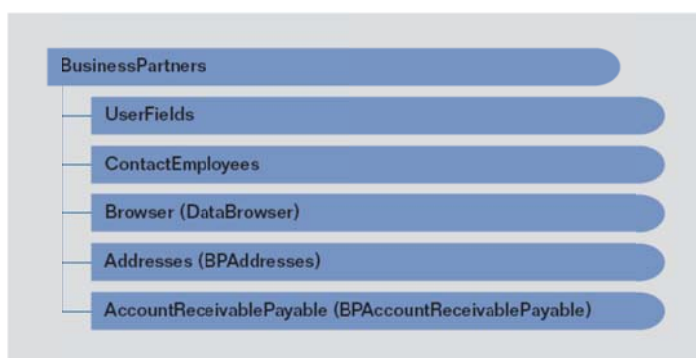 BusinessPartners
UserFields
ContactEmployees
Browser (DataBrowser)
Addresses (BPAddresses)
AccountReceivablePayable (BPAccountReceivablePayable)